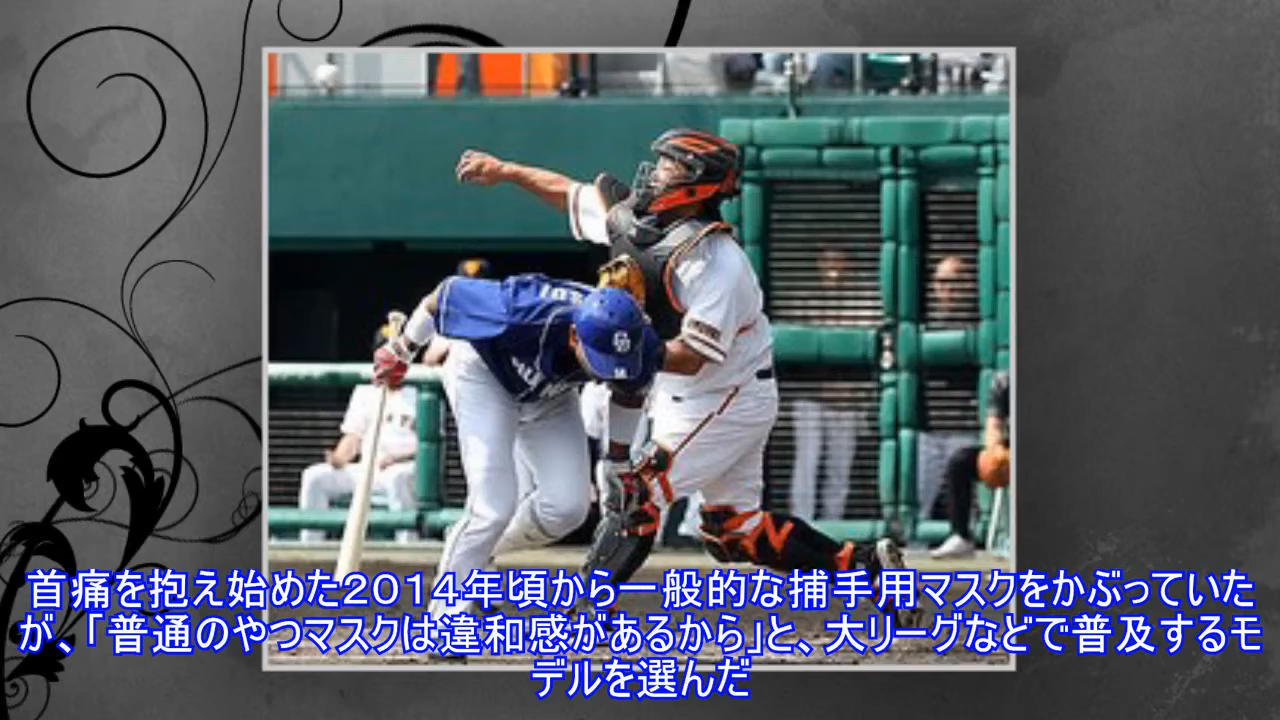 首痛を抱え始めた２０１４年頃から一般的な捕手用マスクをかぶっていた
が、「普通のやつマスクは違和感があるから」と、大リーグなどで普及するモ
デルを選んだ